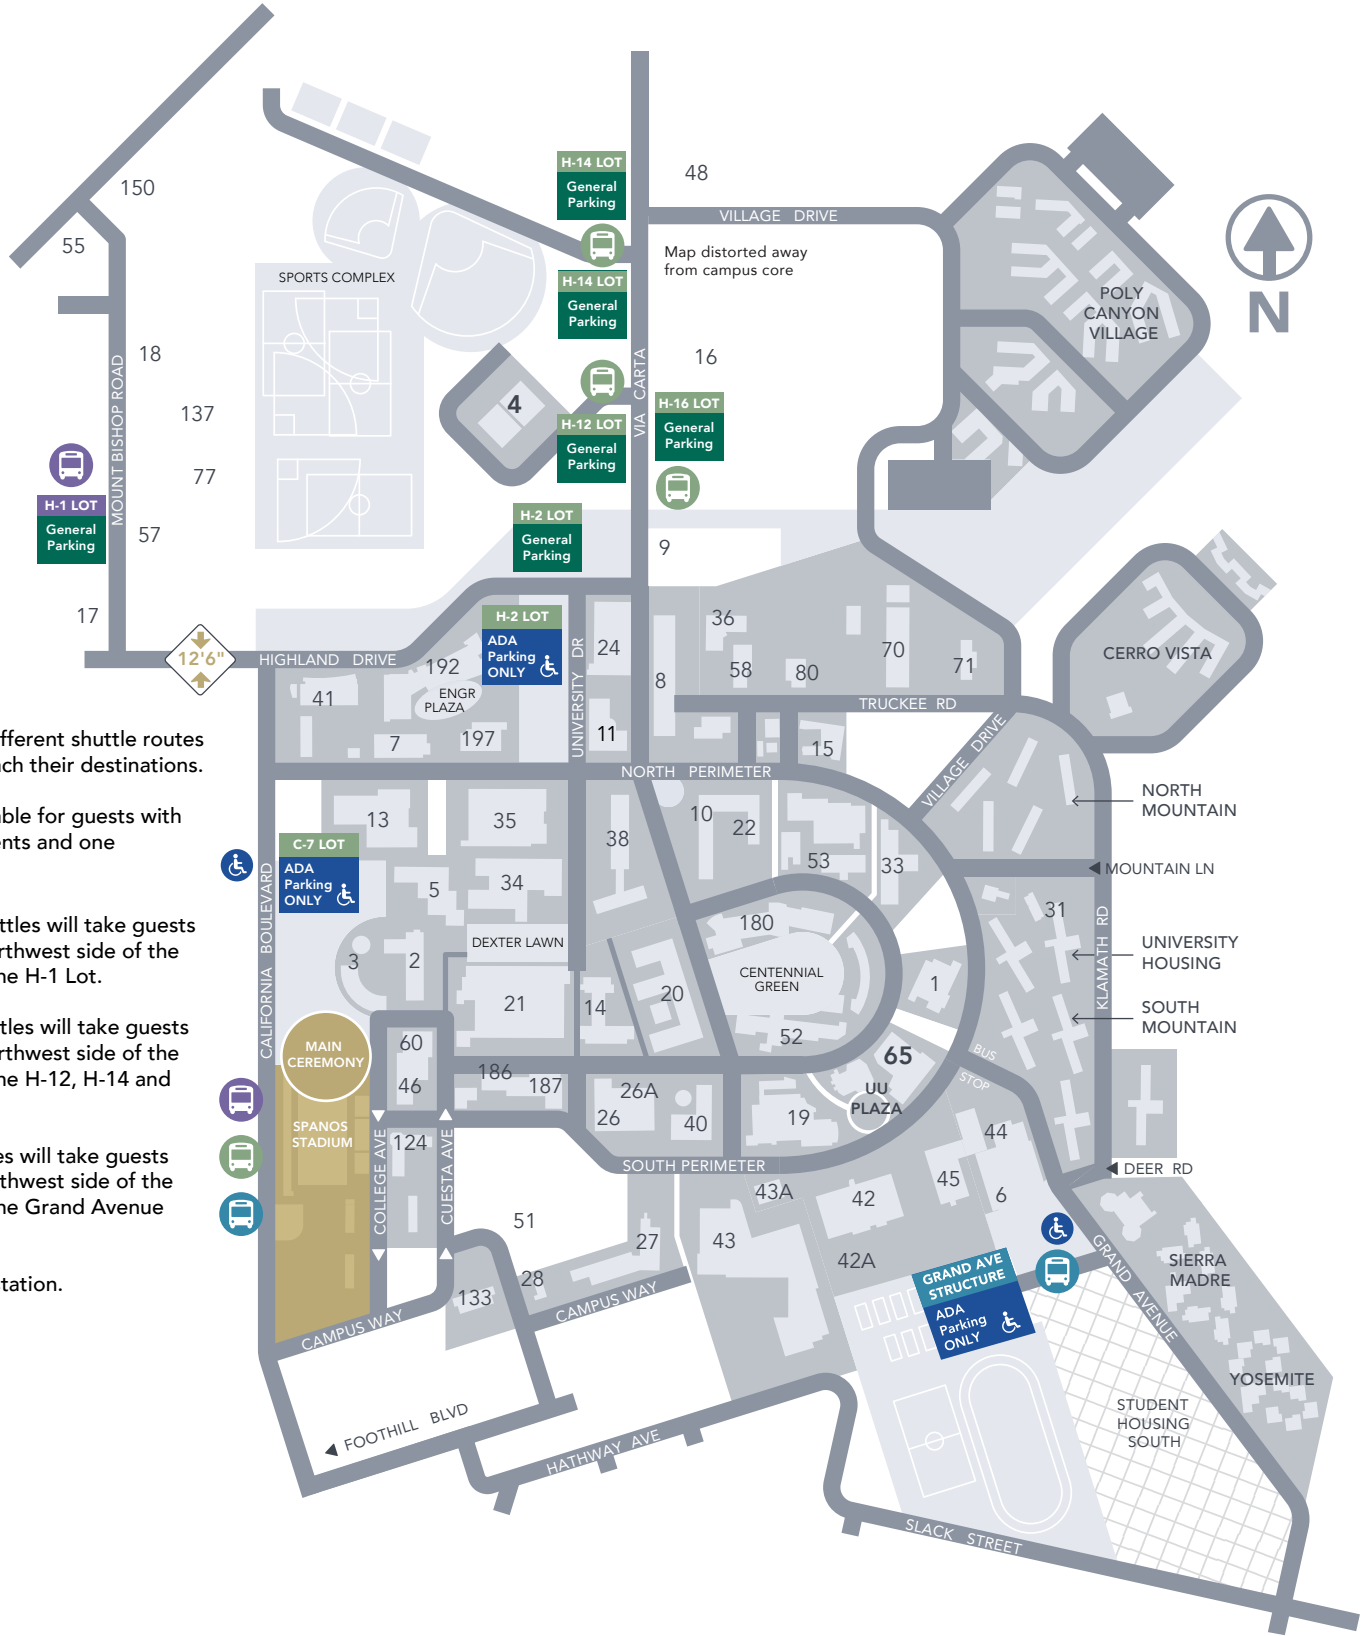 150
48
H-14 LOT
General
Parking
VILLAGE DRIVE
55
Map distorted away
from campus core
N
SPORTS COMPLEX
H-14 LOT
General
Parking
POLY
CANYON
VILLAGE
18
MOUNT BISHOP ROAD
16
VIA CARTA
137
4
H-12 LOT
General
Parking
H-16 LOT
General
Parking
77
H-1 LOT
General
Parking
57
H-2 LOT
General
Parking
9
17
12'6"
HIGHLAND DRIVE
H-2 LOT
ADA
Parking
ONLY
UNIVERSITY DR
24
36
58
80
70
71
8
CERRO VISTA
192
ENGR
PLAZA
41
7
197
11
TRUCKEE RD
15
NORTH PERIMETER
VILLAGE DRIVE
fferent shuttle routes
ach their destinations.
able for guests with
ents and one
NORTH
MOUNTAIN
13
35
38
10
22
53
33
C-7 LOT
ADA
Parking
ONLY
5
34
MOUNTAIN LN
CALIFORNIA BOULEVARD
KLAMATH RD
31
ttles will take guests
rthwest side of the
he H-1 Lot.
DEXTER LAWN
180
UNIVERSITY
HOUSING
3
2
CENTENNIAL
GREEN
1
21
14
20
SOUTH
MOUNTAIN
ttles will take guests
rthwest side of the
he H-12, H-14 and
MAIN
CEREMONY
60
52
65
BUS
STOP
46
186
187
26A
26
40
19
UU
PLAZA
SPANOS
STADIUM
124
COLLEGE AVE
CUESTA AVE
44
SOUTH PERIMETER
DEER RD
es will take guests
thwest side of the
he Grand Avenue
43A
42
45
6
51
27
43
42A
28
133
GRAND AVE
STRUCTURE
ADA
Parking
ONLY
GRAND AVENUE
SIERRA
MADRE
station.
CAMPUS WAY
CAMPUS WAY
YOSEMITE
STUDENT
HOUSING
SOUTH
FOOTHILL BLVD
HATHWAY AVE
SLACK STREET